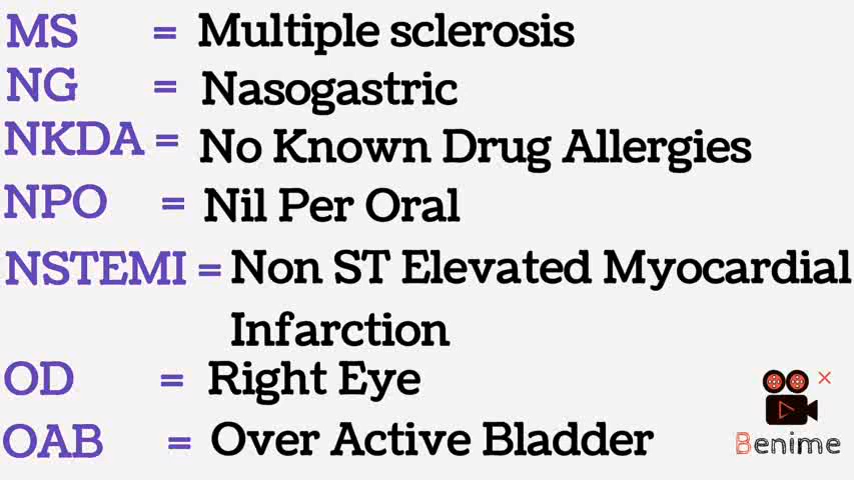 MS = Multiple sclerosis
NG = Nasogastric
NKDA = No Known Drug Allergies
NPO = Nil Per Oral
NSTEMI = Non ST Elevated Myocardial
Infarction
OD = Right Eye
OAB = Over Active Bladder
Benime